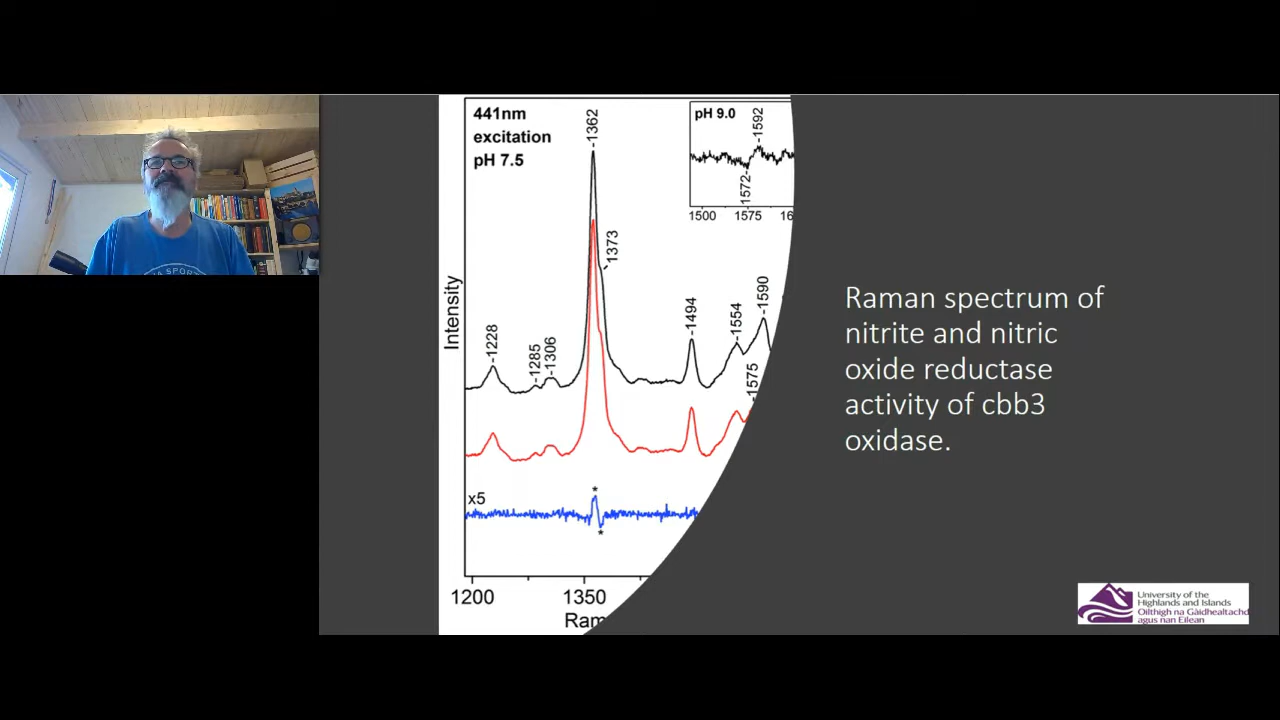 441nm
excitation
pH 7.5
1362
1373
pH 9.0
1592
1572
1500 1575
Intensity
1228
1285
1306
1494
1554
1590
1575
x5
*
*
1200 1350
Raman spectrum of
nitrite and nitric
oxide reductase
activity of cbb3
oxidase.
University of the
Highlands and Islands
Oilthigh na Gàidhealtachd
agus nan Eilean